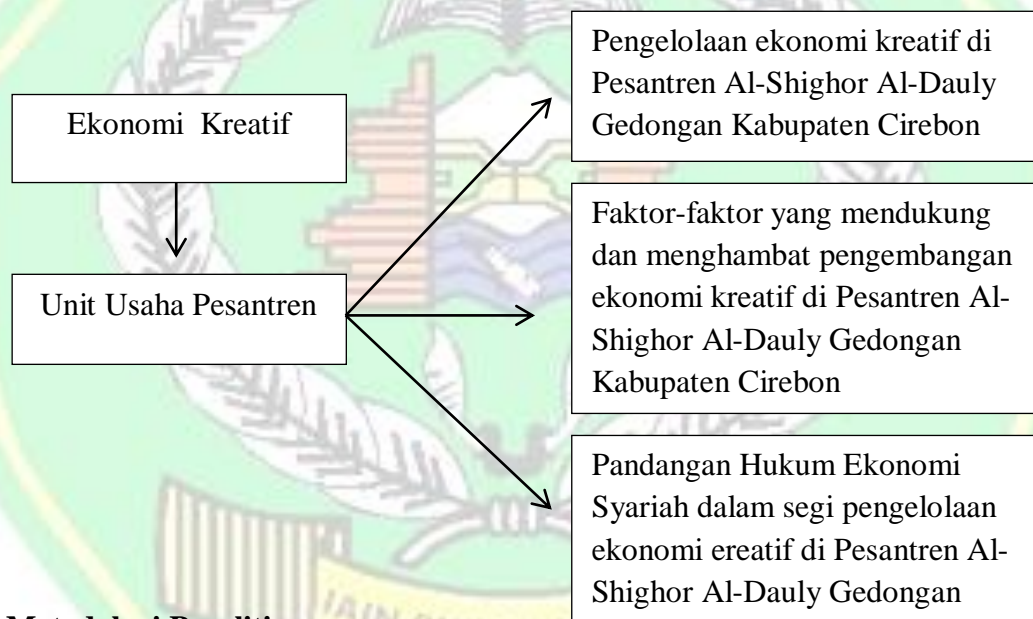 Ekonomi Kreatif
Unit Usaha Pesantren
Pengelolaan ekonomi kreatif di
Pesantren Al-Shighor Al-Dauly
Gedongan Kabupaten Cirebon
Faktor-faktor yang mendukung
dan menghambat pengembangan
ekonomi kreatif di Pesantren Al-
Shighor Al-Dauly Gedongan
Kabupaten Cirebon
Pandangan Hukum Ekonomi
Syariah dalam segi pengelolaan
ekonomi ereatif di Pesantren Al-
Shighor Al-Dauly Gedongan
IAIN